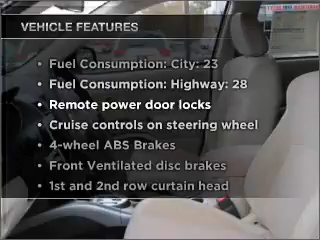 VEHICLE FEATURES
• Fuel Consumption: City: 23
• Fuel Consumption: Highway: 28
• Remote power door locks
• Cruise controls on steering wheel
• 4-wheel ABS Brakes
• Front Ventilated disc brakes
• 1st and 2nd row curtain head